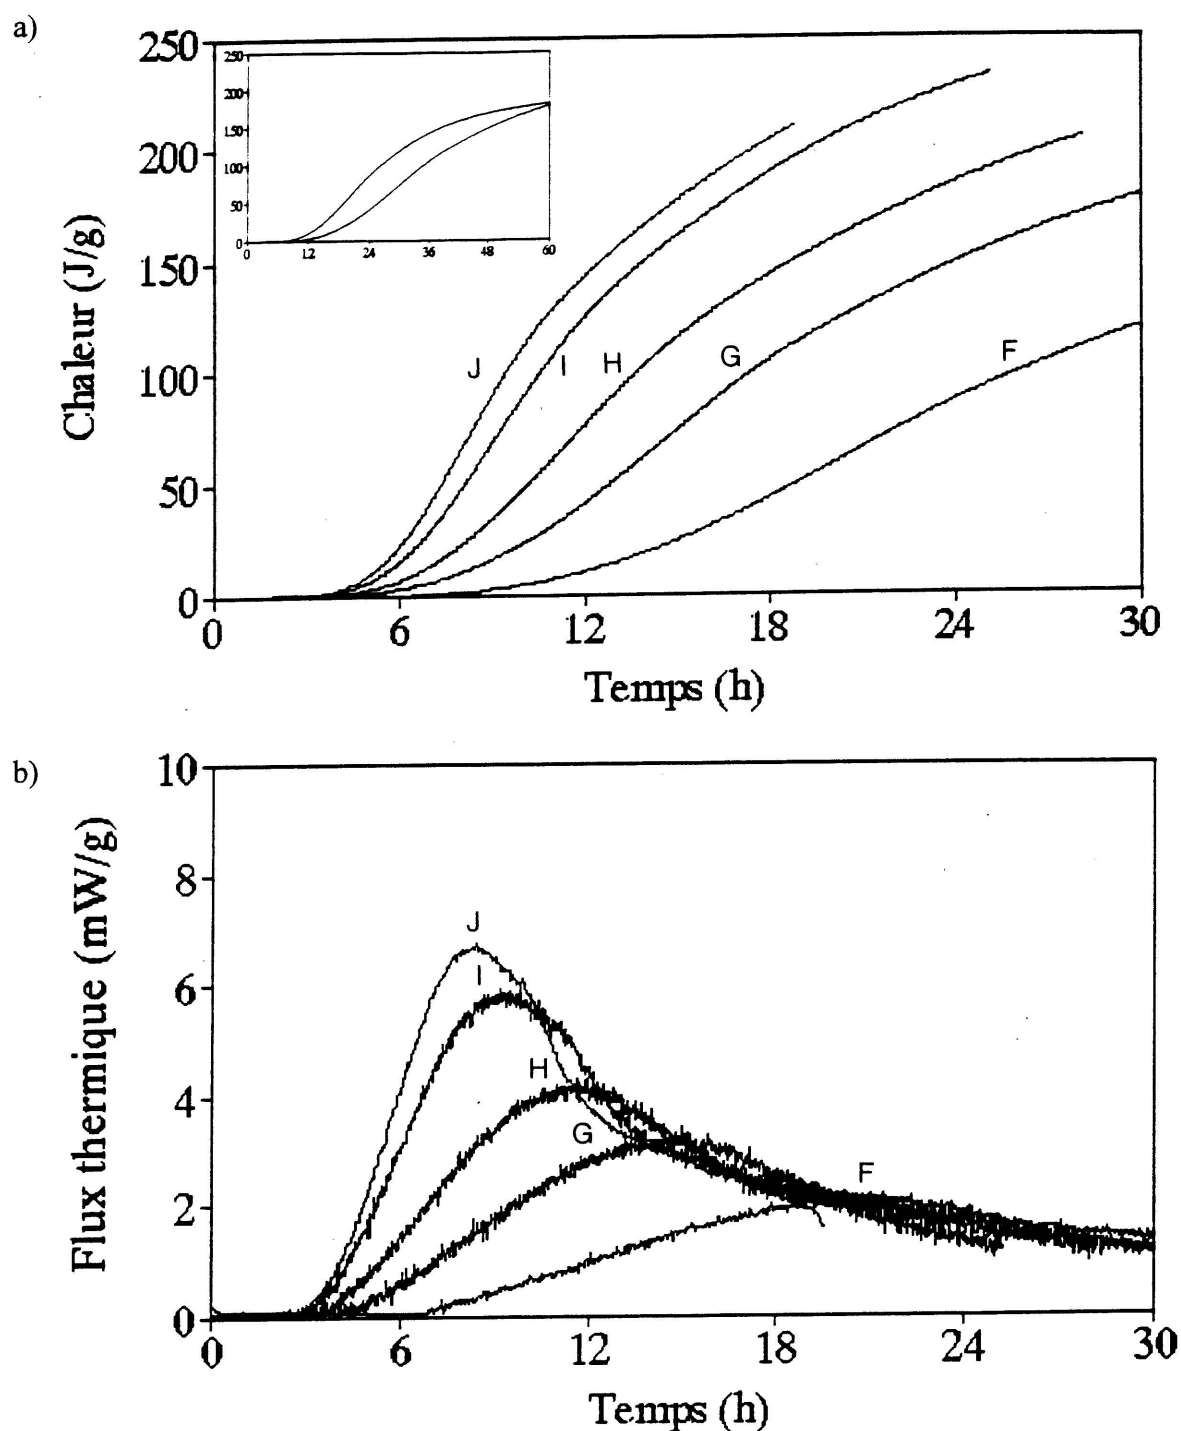 a)
250
200
150
100
50
0
250
200
150
100
50
0
0 12 24 36 48 60
J I H G F
0 6 12 18 24 30
Chaleur (J/g)
Temps (h)
b)
10
8
6
4
2
0
J
I
H
G
F
0 6 12 18 24 30
Flux thermique (mW/g)
Temps (h)